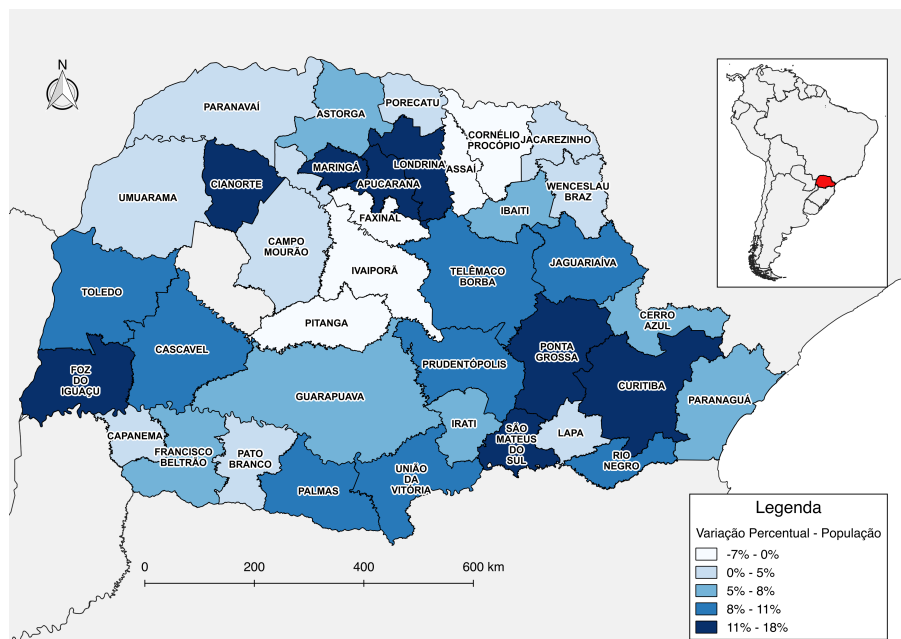 N
PARANAVAÍ
ASTORGA
PORECATU
CORNÉLIO
PROCÓPIO
JACAREZINHO
MARINGÁ
LONDRINA
ASSAÍ
APUCARANA
CIANORTE
UMUARAMA
WENCESLAU
BRAZ
IBAITI
FAXINAL
CAMPO
MOURÃO
IVAIPORÃ
TELÊMACO
BORBA
JAGUARIAÍVA
TOLEDO
PITANGA
CERRO
AZUL
CASCAVEL
PONTA
GROSSA
PRUDENTÓPOLIS
FOZ
DO
IGUAÇU
CURITIBA
GUARAPUAVA
PARANAGUÁ
IRATI
CAPANEMA
FRANCISCO
BELTRÃO
PATO
BRANCO
SÃO
MATEUS
DO
SUL
LAPA
RIO
NEGRO
UNIÃO
DA
VITÓRIA
PALMAS
0 200 400 600 km
Legenda
Variação Percentual - População
-7% - 0%
0% - 5%
5% - 8%
8% - 11%
11% - 18%